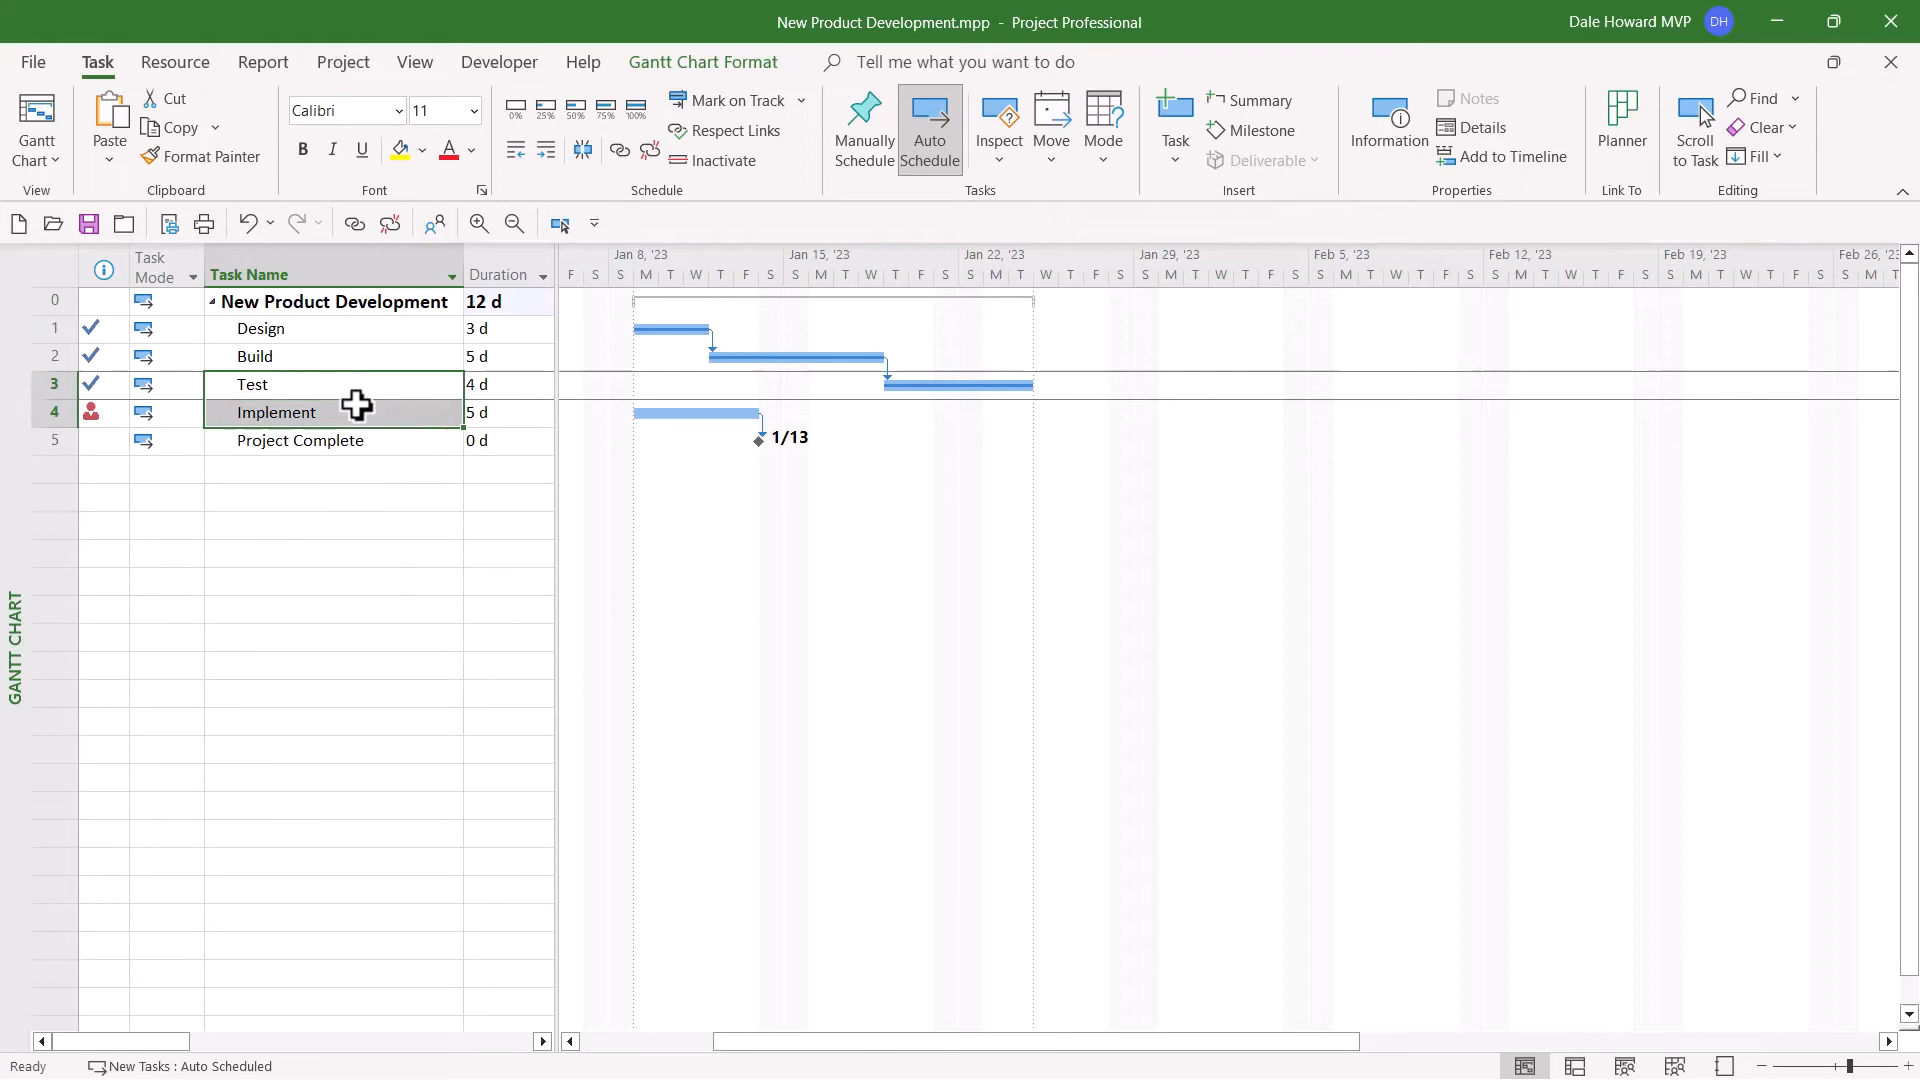 New Product Development.mpp - Project Professional
Dale Howard MVP DH
File Task Resource Report Project View Developer Help Gantt Chart Format Tell me what you want to do
Gantt Chart
View
Paste
Cut
Copy
Format Painter
Clipboard
Calibri 11
B I U A
Font
0% 25% 50% 75% 100%
Mark on Track
Respect Links
Inactivate
Schedule
Manually Schedule
Auto Schedule
Inspect
Move
Mode
Tasks
Task
Summary
Milestone
Deliverable
Insert
Information
Notes
Details
Add to Timeline
Properties
Planner
Link To
Scroll to Task
Find
Clear
Fill
Editing
Task Mode Task Name Duration
Jan 8, '23 Jan 15, '23 Jan 22, '23 Jan 29, '23 Feb 5, '23 Feb 12, '23 Feb 19, '23 Feb 26, '23
F S S M T W T F S S M T W T F S S M T W T F S S M T W T F S S M T W T F S S M T W T F S S M T W T F S S M T
0 New Product Development 12 d
1 Design 3 d
2 Build 5 d
3 Test 4 d
4 Implement 5 d
5 Project Complete 0 d
1/13
GANTT CHART
Ready New Tasks : Auto Scheduled